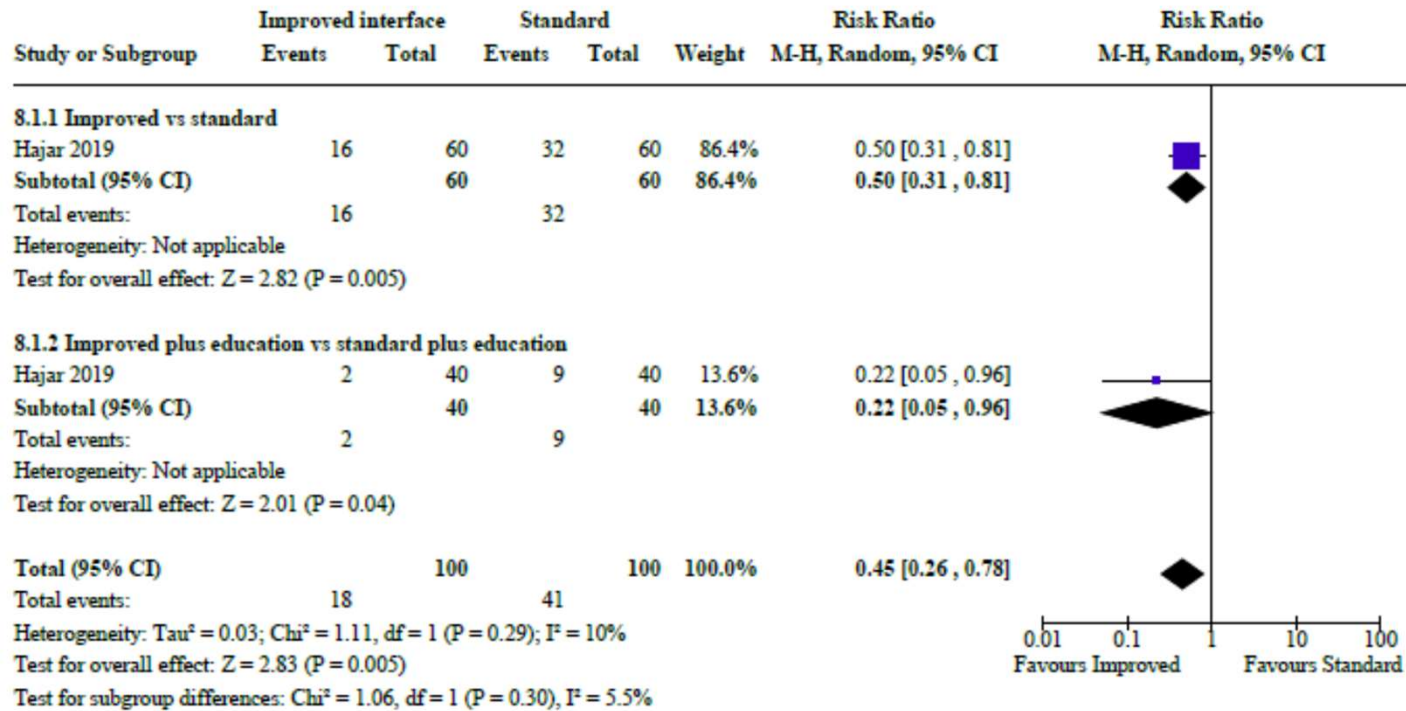 Improved interface Standard Risk Ratio Risk Ratio
Study or Subgroup Events Total Events Total Weight M-H, Random, 95% CI M-H, Random, 95% CI
8.1.1 Improved vs standard
Hajar 2019 16 60 32 60 86.4% 0.50 [0.31 , 0.81]
Subtotal (95% CI) 60 60 86.4% 0.50 [0.31 , 0.81]
Total events: 16 32
Heterogeneity: Not applicable
Test for overall effect: Z = 2.82 (P = 0.005)
8.1.2 Improved plus education vs standard plus education
Hajar 2019 2 40 9 40 13.6% 0.22 [0.05 , 0.96]
Subtotal (95% CI) 40 40 13.6% 0.22 [0.05 , 0.96]
Total events: 2 9
Heterogeneity: Not applicable
Test for overall effect: Z = 2.01 (P = 0.04)
Total (95% CI) 100 100 100.0% 0.45 [0.26 , 0.78]
Total events: 18 41
Heterogeneity: Tau² = 0.03; Chi² = 1.11, df = 1 (P = 0.29); I² = 10%
0.01 0.1 1 10 100
Test for overall effect: Z = 2.83 (P = 0.005)
Favours Improved Favours Standard
Test for subgroup differences: Chi² = 1.06, df = 1 (P = 0.30), I² = 5.5%